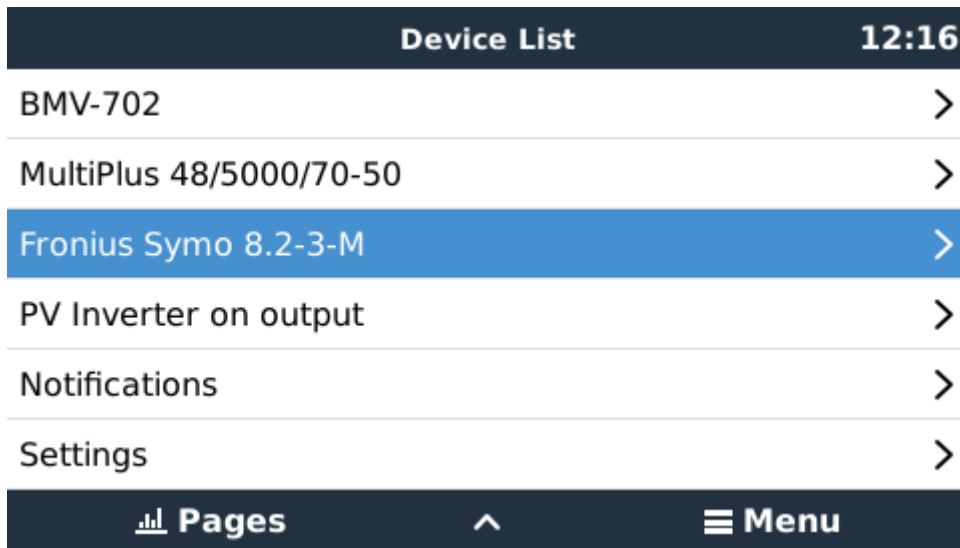 Device List 12:16
BMV-702
MultiPlus 48/5000/70-50
Fronius Symo 8.2-3-M
PV Inverter on output
Notifications
Settings
Pages Menu